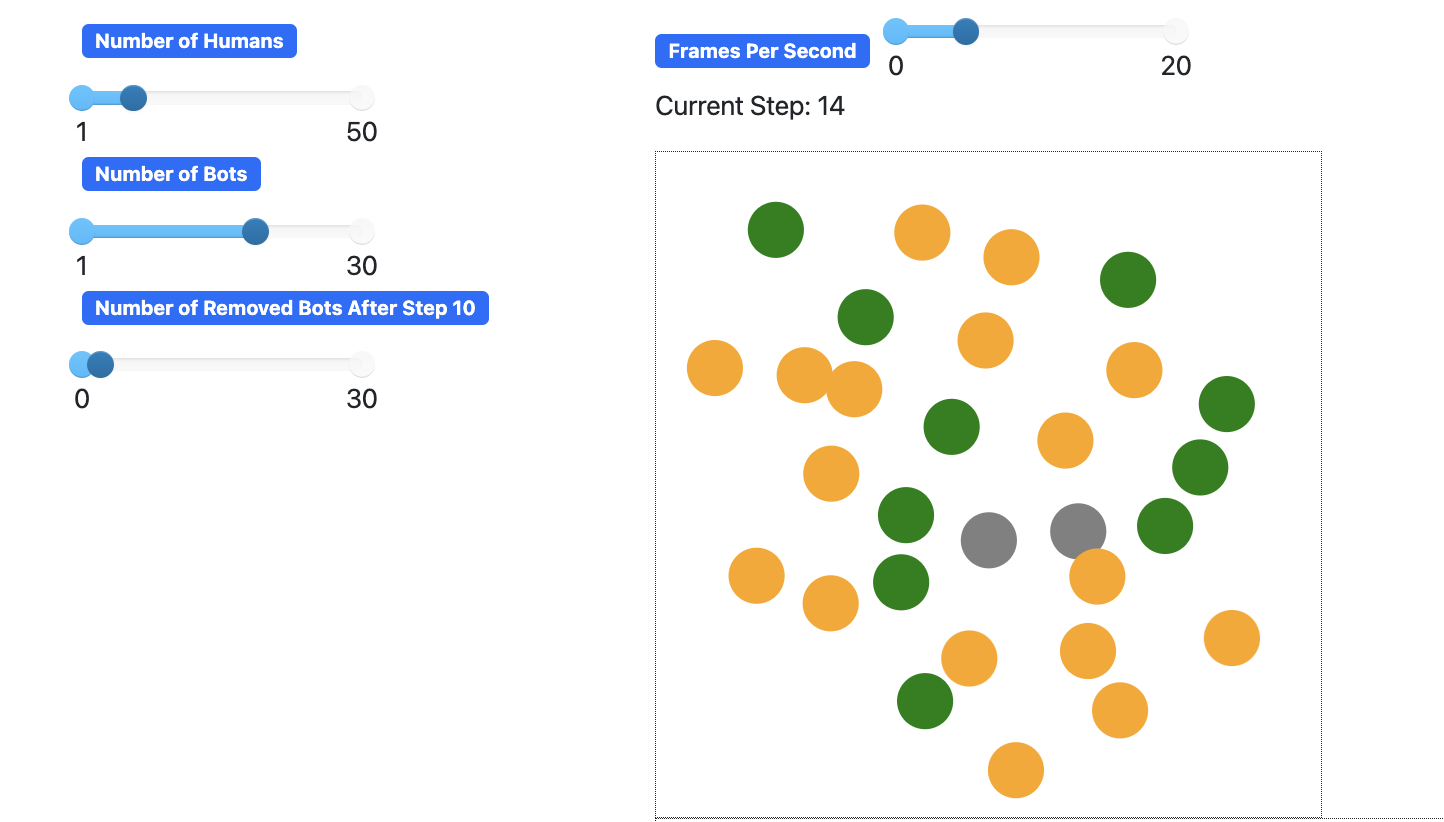 Number of Humans
1 50
Number of Bots
1 30
Number of Removed Bots After Step 10
0 30
Frames Per Second
0 20
Current Step: 14